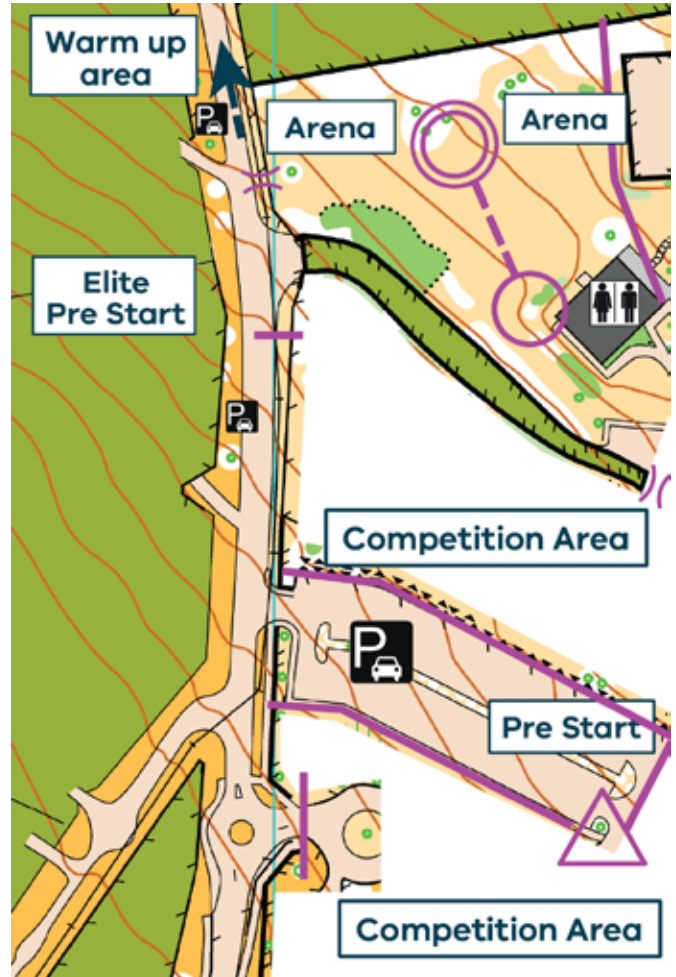 Warm up
area
P
Arena
Arena
Elite
Pre Start
P
Competition Area
P
Pre Start
Competition Area